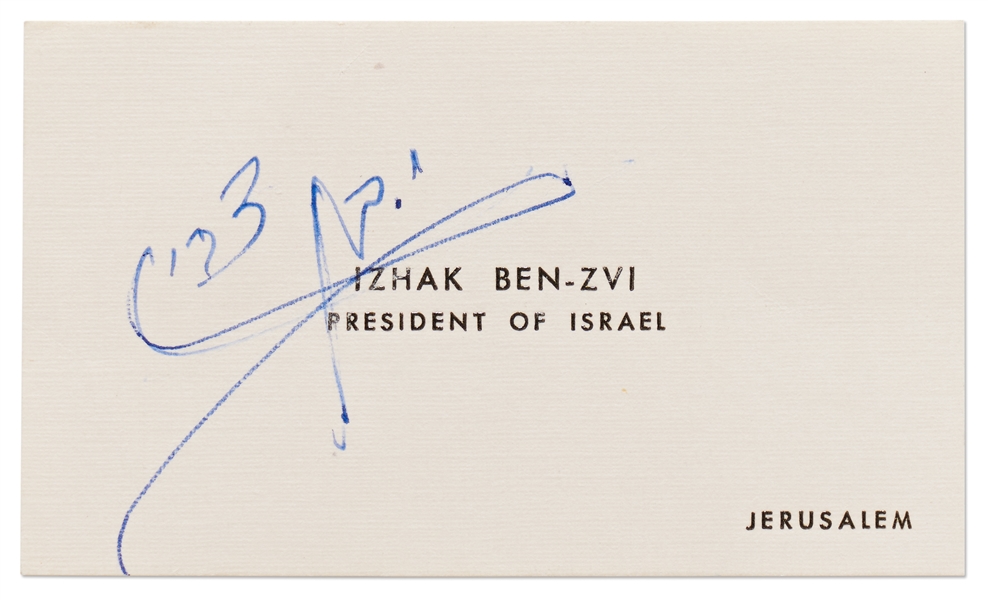 IZHAK BEN-ZVI
PRESIDENT OF ISRAEL
JERUSALEM